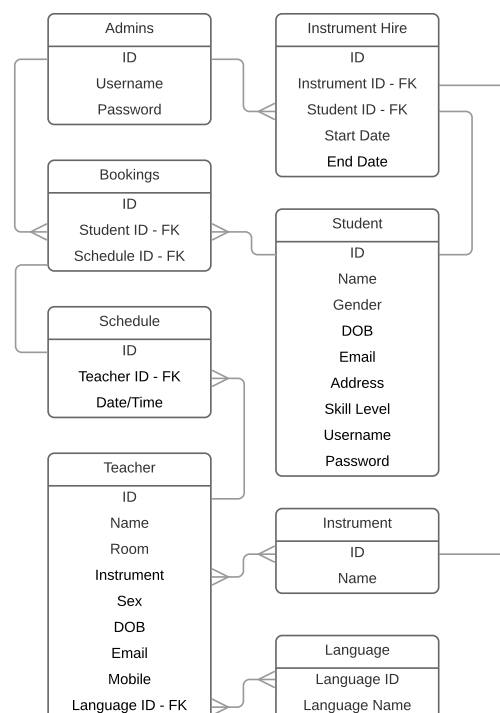 Admins
ID
Username
Password
Bookings
ID
Student ID - FK
Schedule ID - FK
Schedule
ID
Teacher ID - FK
Date/Time
Teacher
ID
Name
Room
Instrument
Sex
DOB
Email
Mobile
Language ID - FK
Instrument Hire
ID
Instrument ID - FK
Student ID - FK
Start Date
End Date
Student
ID
Name
Gender
DOB
Email
Address
Skill Level
Username
Password
Instrument
ID
Name
Language
Language ID
Language Name